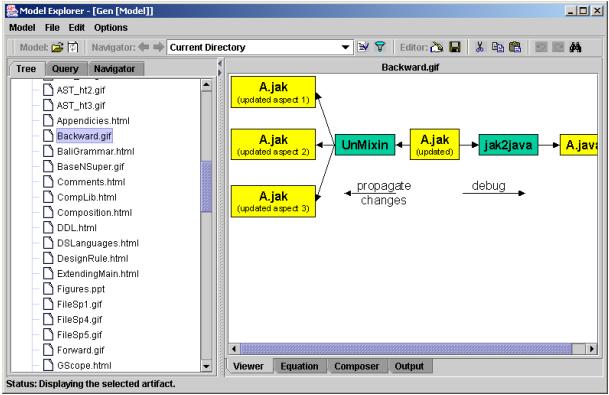 Model Explorer - [Gen [Model]]
Model File Edit Options
Model: Navigator: Current Directory Editor:
Tree Query Navigator
AST_ht2.gif
AST_ht3.gif
Appendicies.html
Backward.gif
BaliGrammar.html
BaseNSuper.gif
Comments.html
CompLib.html
Composition.html
DDL.html
DSLanguages.html
DesignRule.html
ExtendingMain.html
Figures.ppt
FileSp1.gif
FileSp4.gif
FileSp5.gif
Forward.gif
GScope.html
Backward.gif
A.jak
(updated aspect 1)
A.jak
(updated aspect 2)
UnMixin
A.jak
(updated)
jak2java
A.java
A.jak
(updated aspect 3)
propagate
changes
debug
Viewer Equation Composer Output
Status: Displaying the selected artifact.